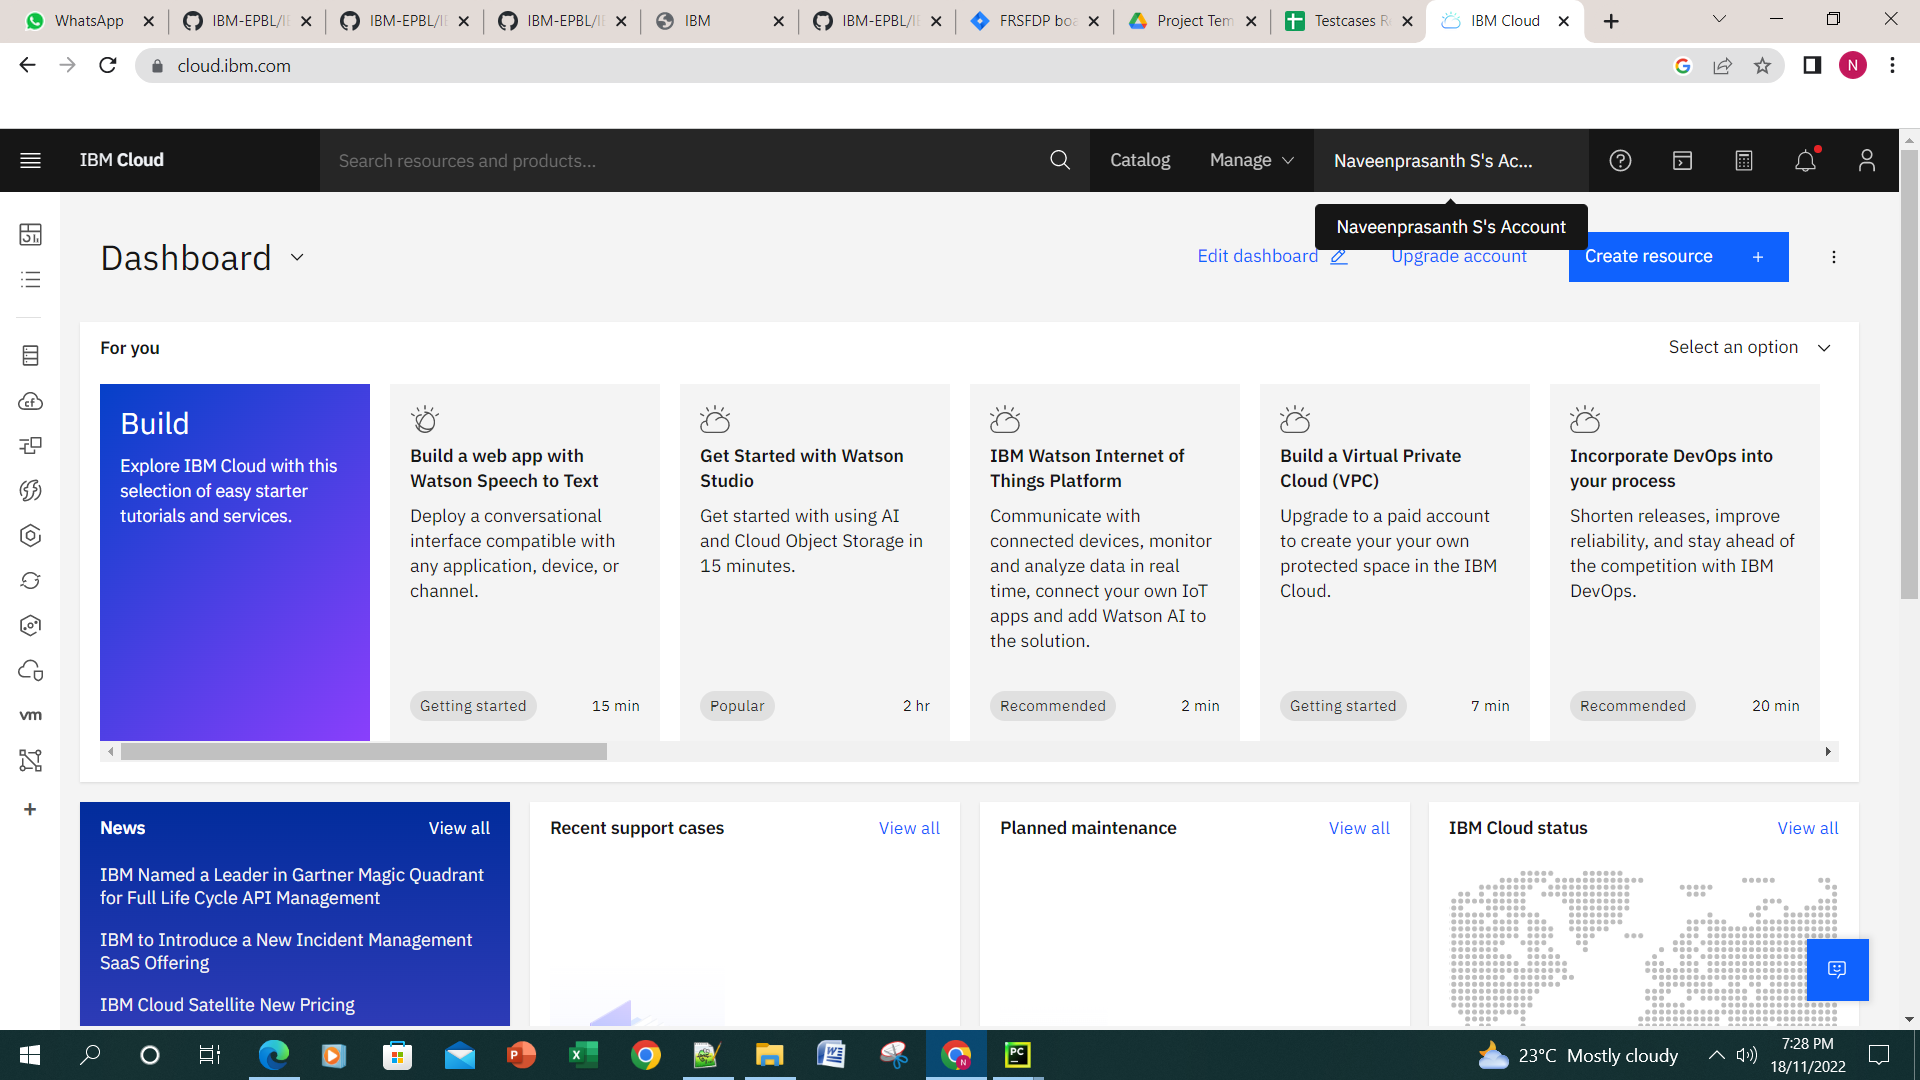 WhatsApp
IBM-EPBL/I
IBM-EPBL/I
IBM-EPBL/I
IBM
IBM-EPBL/I
FRSFDP boa
Project Tem
Testcases Re
IBM Cloud
cloud.ibm.com
N
IBM Cloud
Search resources and products...
Catalog
Manage
Naveenprasanth S's Ac...
Naveenprasanth S's Account
Dashboard
Edit dashboard
Upgrade account
Create resource +
For you
Select an option
Build
Explore IBM Cloud with this
selection of easy starter
tutorials and services.
Build a web app with
Watson Speech to Text
Deploy a conversational
interface compatible with
any application, device, or
channel.
Getting started 15 min
Get Started with Watson
Studio
Get started with using AI
and Cloud Object Storage in
15 minutes.
Popular 2 hr
IBM Watson Internet of
Things Platform
Communicate with
connected devices, monitor
and analyze data in real
time, connect your own IoT
apps and add Watson AI to
the solution.
Recommended 2 min
Build a Virtual Private
Cloud (VPC)
Upgrade to a paid account
to create your your own
protected space in the IBM
Cloud.
Getting started 7 min
Incorporate DevOps into
your process
Shorten releases, improve
reliability, and stay ahead of
the competition with IBM
DevOps.
Recommended 20 min
cf
vm
News View all
IBM Named a Leader in Gartner Magic Quadrant
for Full Life Cycle API Management
IBM to Introduce a New Incident Management
SaaS Offering
IBM Cloud Satellite New Pricing
Recent support cases View all
Planned maintenance View all
IBM Cloud status View all
23°C Mostly cloudy
7:28 PM
18/11/2022